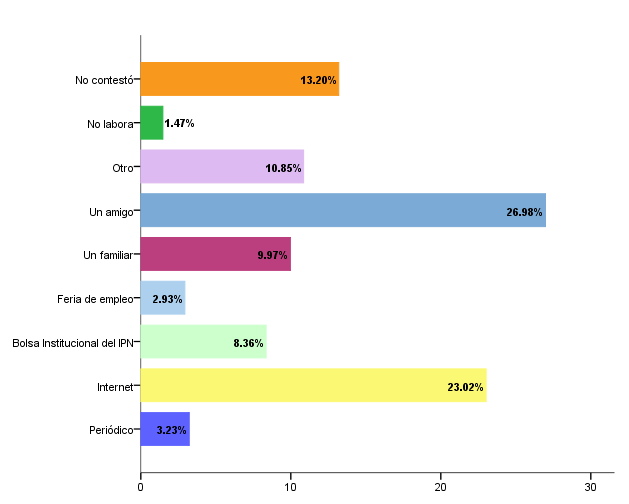 No contestó 13.20%
No labora 1.47%
Otro 10.85%
Un amigo 26.98%
Un familiar 9.97%
Feria de empleo 2.93%
Bolsa Institucional del IPN 8.36%
Internet 23.02%
Periódico 3.23%
0 10 20 30